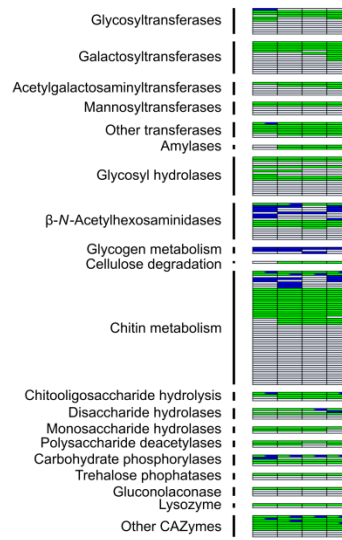 Glycosyltransferases
Galactosyltransferases
Acetylgalactosaminyltransferases
Mannosyltransferases
Other transferases
Amylases
Glycosyl hydrolases
β-N-Acetylhexosaminidases
Glycogen metabolism
Cellulose degradation
Chitin metabolism
Chitooligosaccharide hydrolysis
Disaccharide hydrolases
Monosaccharide hydrolases
Polysaccharide deacetylases
Carbohydrate phosphorylases
Trehalose phophatases
Gluconolaconase
Lysozyme
Other CAZymes